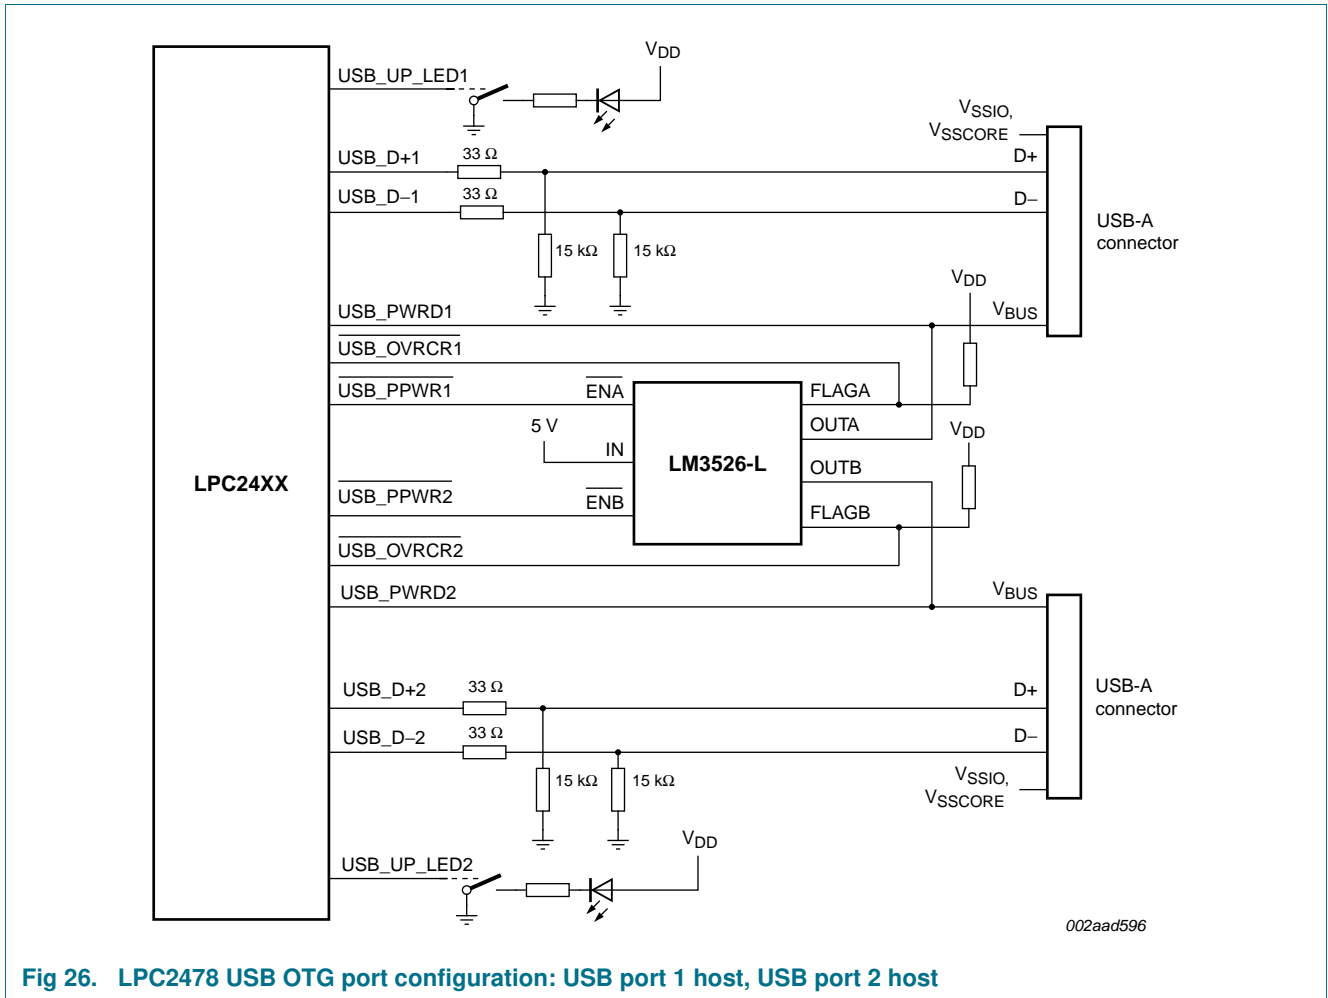 VDD
USB_UP_LED1
VSSIO,
VSSCORE
USB_D+1
33 Ω
D+
USB_D−1
33 Ω
D−
USB-A
connector
15 kΩ
15 kΩ
VDD
USB_PWRD1
VBUS
USB_OVRCR1
USB_PPWR1
ENA
FLAGA
5 V
OUTA
VDD
IN
LM3526-L
LPC24XX
OUTB
USB_PPWR2
ENB
FLAGB
USB_OVRCR2
USB_PWRD2
VBUS
USB_D+2
33 Ω
D+
USB-A
connector
USB_D−2
33 Ω
D−
15 kΩ
15 kΩ
VSSIO,
VSSCORE
VDD
USB_UP_LED2
002aad596
Fig 26. LPC2478 USB OTG port configuration: USB port 1 host, USB port 2 host